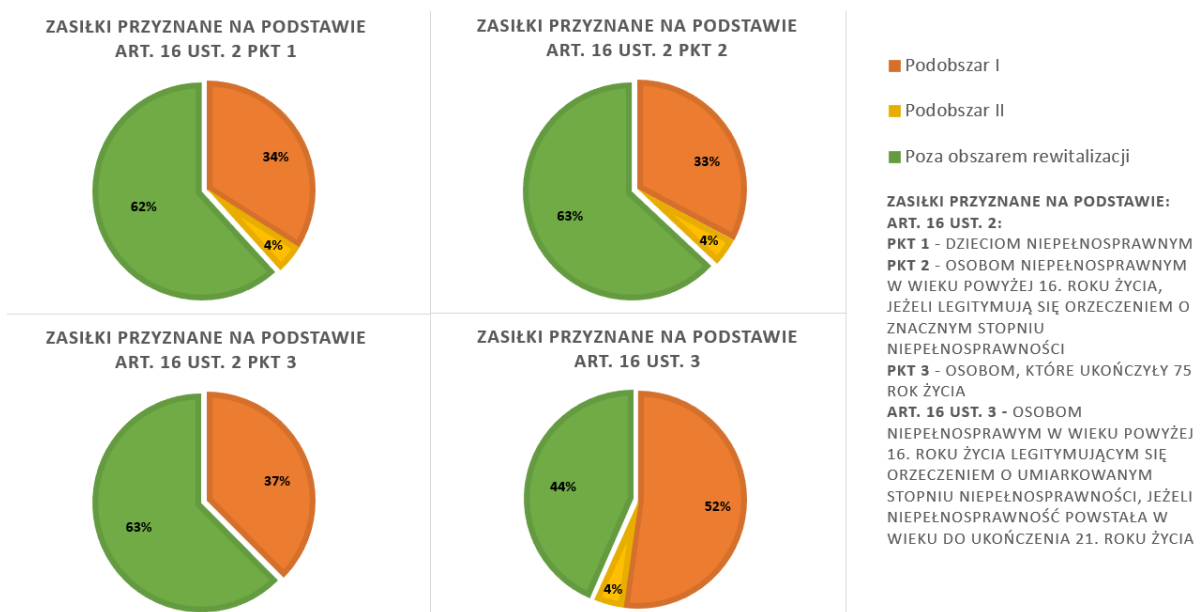 ZASIŁKI PRZYZNANE NA PODSTAWIE
ART. 16 UST. 2 PKT 1
34%
62%
4%
ZASIŁKI PRZYZNANE NA PODSTAWIE
ART. 16 UST. 2 PKT 2
33%
63%
4%
ZASIŁKI PRZYZNANE NA PODSTAWIE
ART. 16 UST. 2 PKT 3
37%
63%
ZASIŁKI PRZYZNANE NA PODSTAWIE
ART. 16 UST. 3
44%
52%
4%
Podobszar I
Podobszar II
Poza obszarem rewitalizacji
ZASIŁKI PRZYZNANE NA PODSTAWIE:
ART. 16 UST. 2:
PKT 1 - DZIECIOM NIEPEŁNOSPRAWNYM
PKT 2 - OSOBOM NIEPEŁNOSPRAWNYM
W WIEKU POWYŻEJ 16. ROKU ŻYCIA,
JEŻELI LEGITYMUJĄ SIĘ ORZECZENIEM O
ZNACZNYM STOPNIU
NIEPEŁNOSPRAWNOŚCI
PKT 3 - OSOBOM, KTÓRE UKOŃCZYŁY 75
ROK ŻYCIA
ART. 16 UST. 3 - OSOBOM
NIEPEŁNOSPRAWYM W WIEKU POWYŻEJ
16. ROKU ŻYCIA LEGITYMUJĄCYM SIĘ
ORZECZENIEM O UMIARKOWANYM
STOPNIU NIEPEŁNOSPRAWNOŚCI, JEŻELI
NIEPEŁNOSPRAWNOŚĆ POWSTAŁA W
WIEKU DO UKOŃCZENIA 21. ROKU ŻYCIA